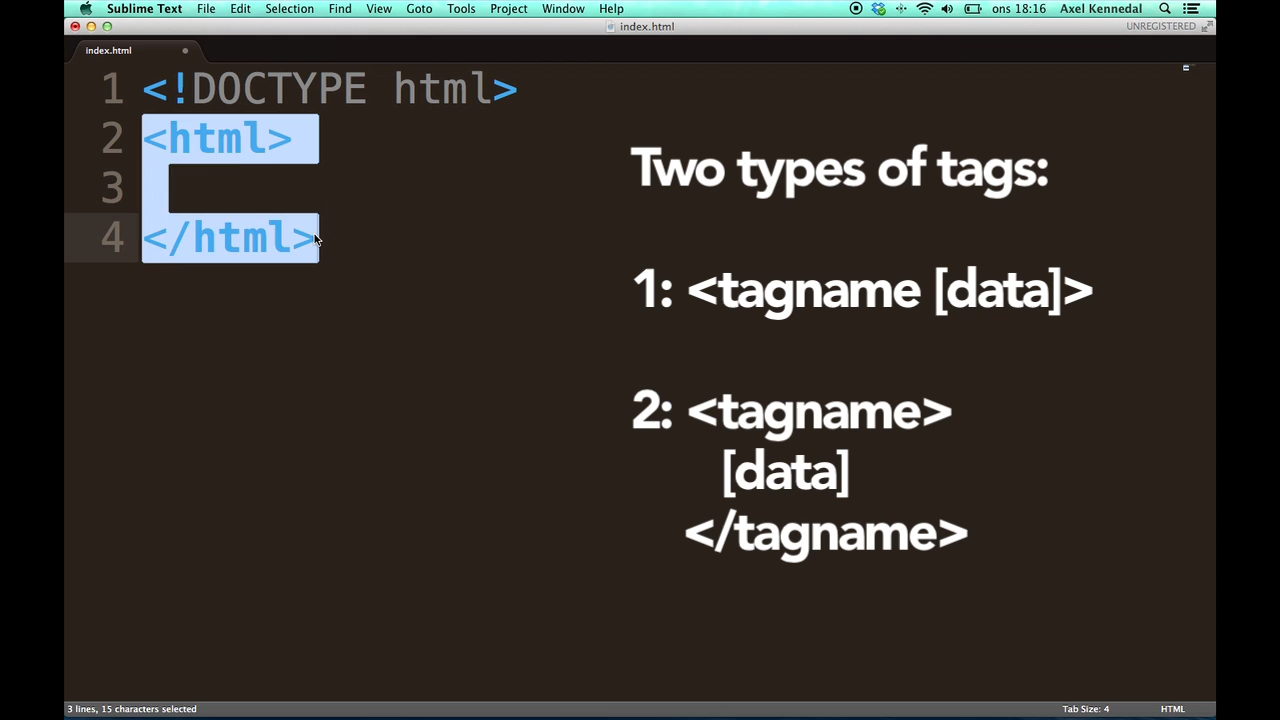 Sublime Text File Edit Selection Find View Goto Tools Project Window Help ons 18:16 Axel Kennedal
index.html UNREGISTERED
index.html
1 <!DOCTYPE html>
2 <html>
3
4 </html>
Two types of tags:
1: <tagname [data]>
2: <tagname>
[data]
</tagname>
3 lines, 15 characters selected Tab Size: 4 HTML